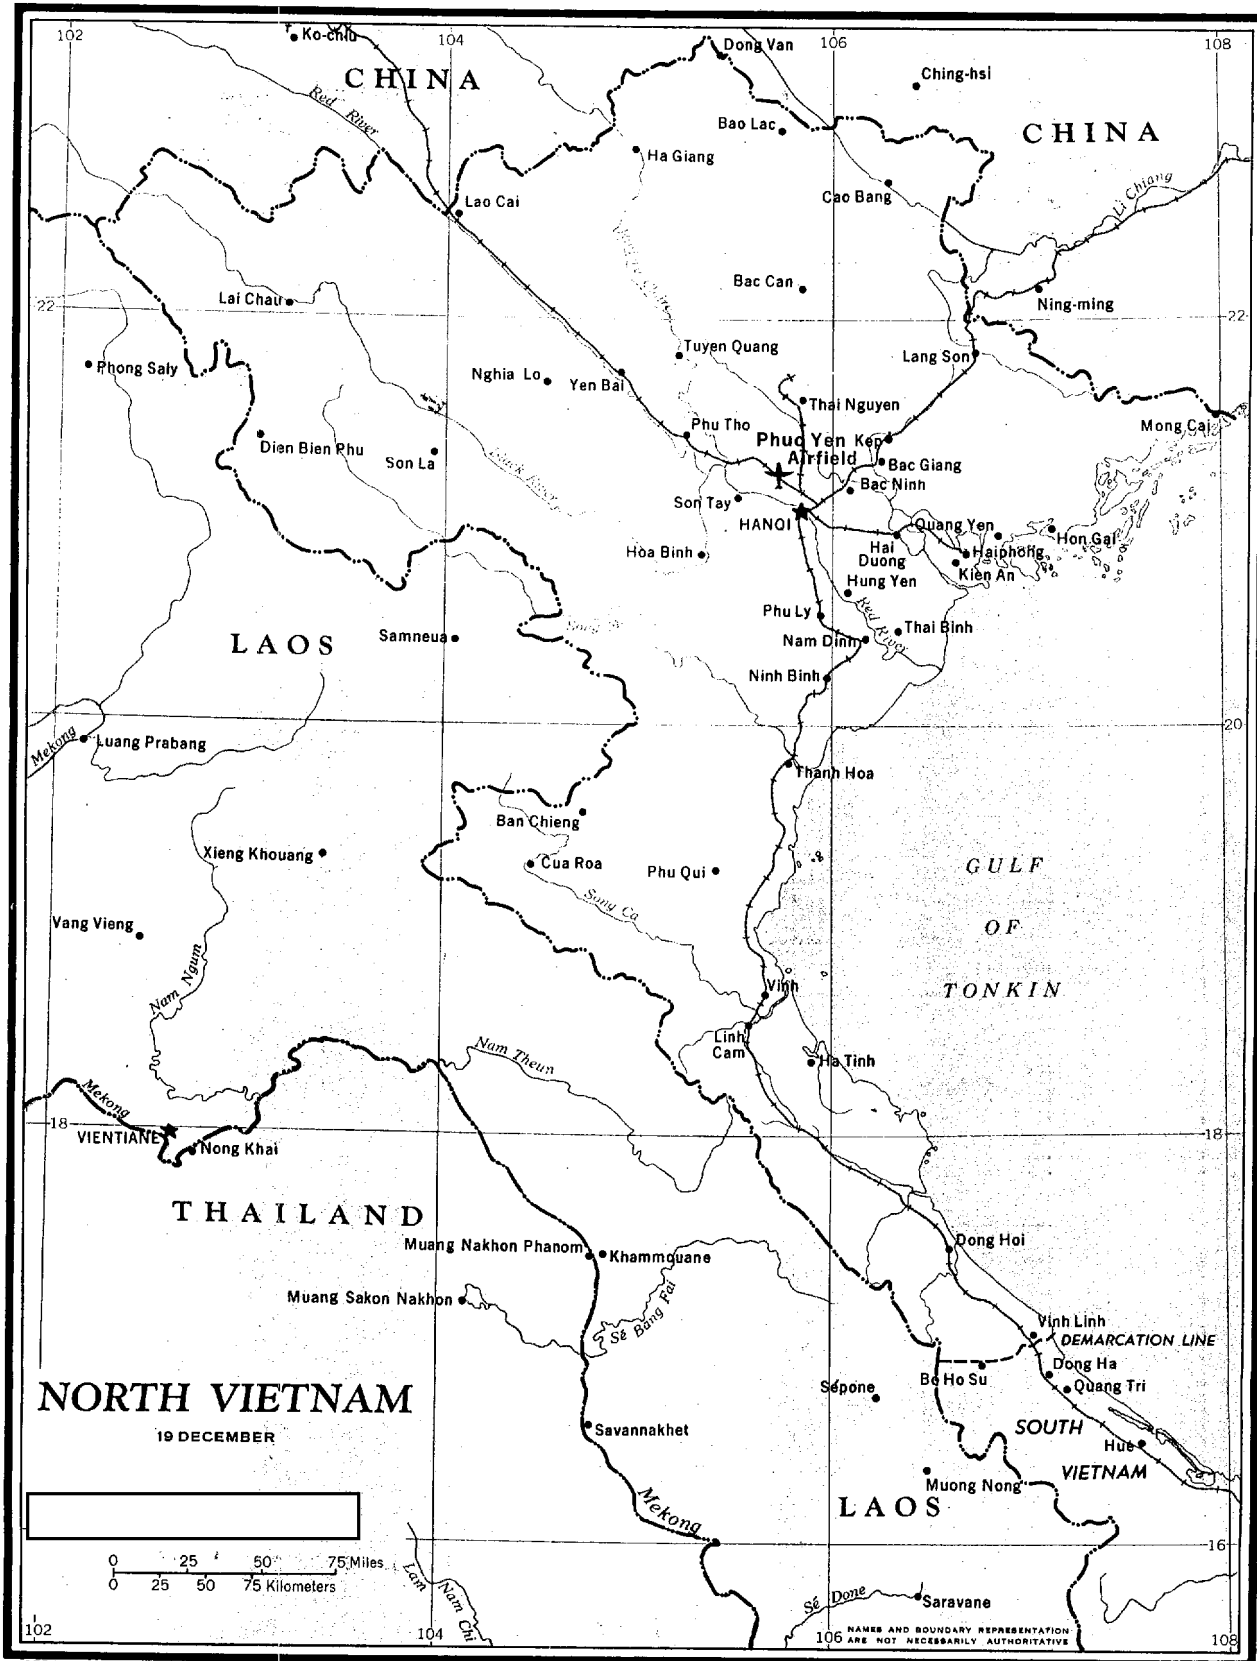 102
104
106
108
Ko-chiu
Dong Van
CHINA
Ching-hsi
Red River
Bao Lac
CHINA
Ha Giang
Li Chiang
Cao Bang
Lao Cai
Bac Can
Lai Chau
Ning-ming
22
22
Tuyen Quang
Lang Son
Phong Saly
Nghia Lo
Yen Bai
Thai Nguyen
Mong Cai
Phu Tho
Phuc Yen
Airfield
Kep
Dien Bien Phu
Son La
Black River
Bac Giang
Bac Ninh
Son Tay
HANOI
Quang Yen
Hon Gai
Hoa Binh
Hai
Duong
Haiphong
Kien An
Hung Yen
Phu Ly
Red River
Thai Binh
LAOS
Samneua
Nam Dinh
Ninh Binh
20
Mekong
Luang Prabang
Thanh Hoa
Ban Chieng
Xieng Khouang
Cua Roa
Phu Qui
GULF
OF
TONKIN
Song Ca
Vang Vieng
Nam Ngum
Vinh
Linh
Cam
Nam Theun
Ha Tinh
Mekong
18
18
VIENTIANE
Nong Khai
THAILAND
Muang Nakhon Phanom
Khammouane
Dong Hoi
Muang Sakon Nakhon
Sé Bang Fai
Vinh Linh
DEMARCATION LINE
Dong Ha
Bo Ho Su
Quang Tri
Sépone
NORTH VIETNAM
19 DECEMBER
Savannakhet
SOUTH
VIETNAM
Hué
Muong Nong
LAOS
Mekong
16
0 25 50 75 Miles
0 25 50 75 Kilometers
Lam Nam Chi
Sé Done
Saravane
NAMES AND BOUNDARY REPRESENTATION
ARE NOT NECESSARILY AUTHORITATIVE
102
104
106
108